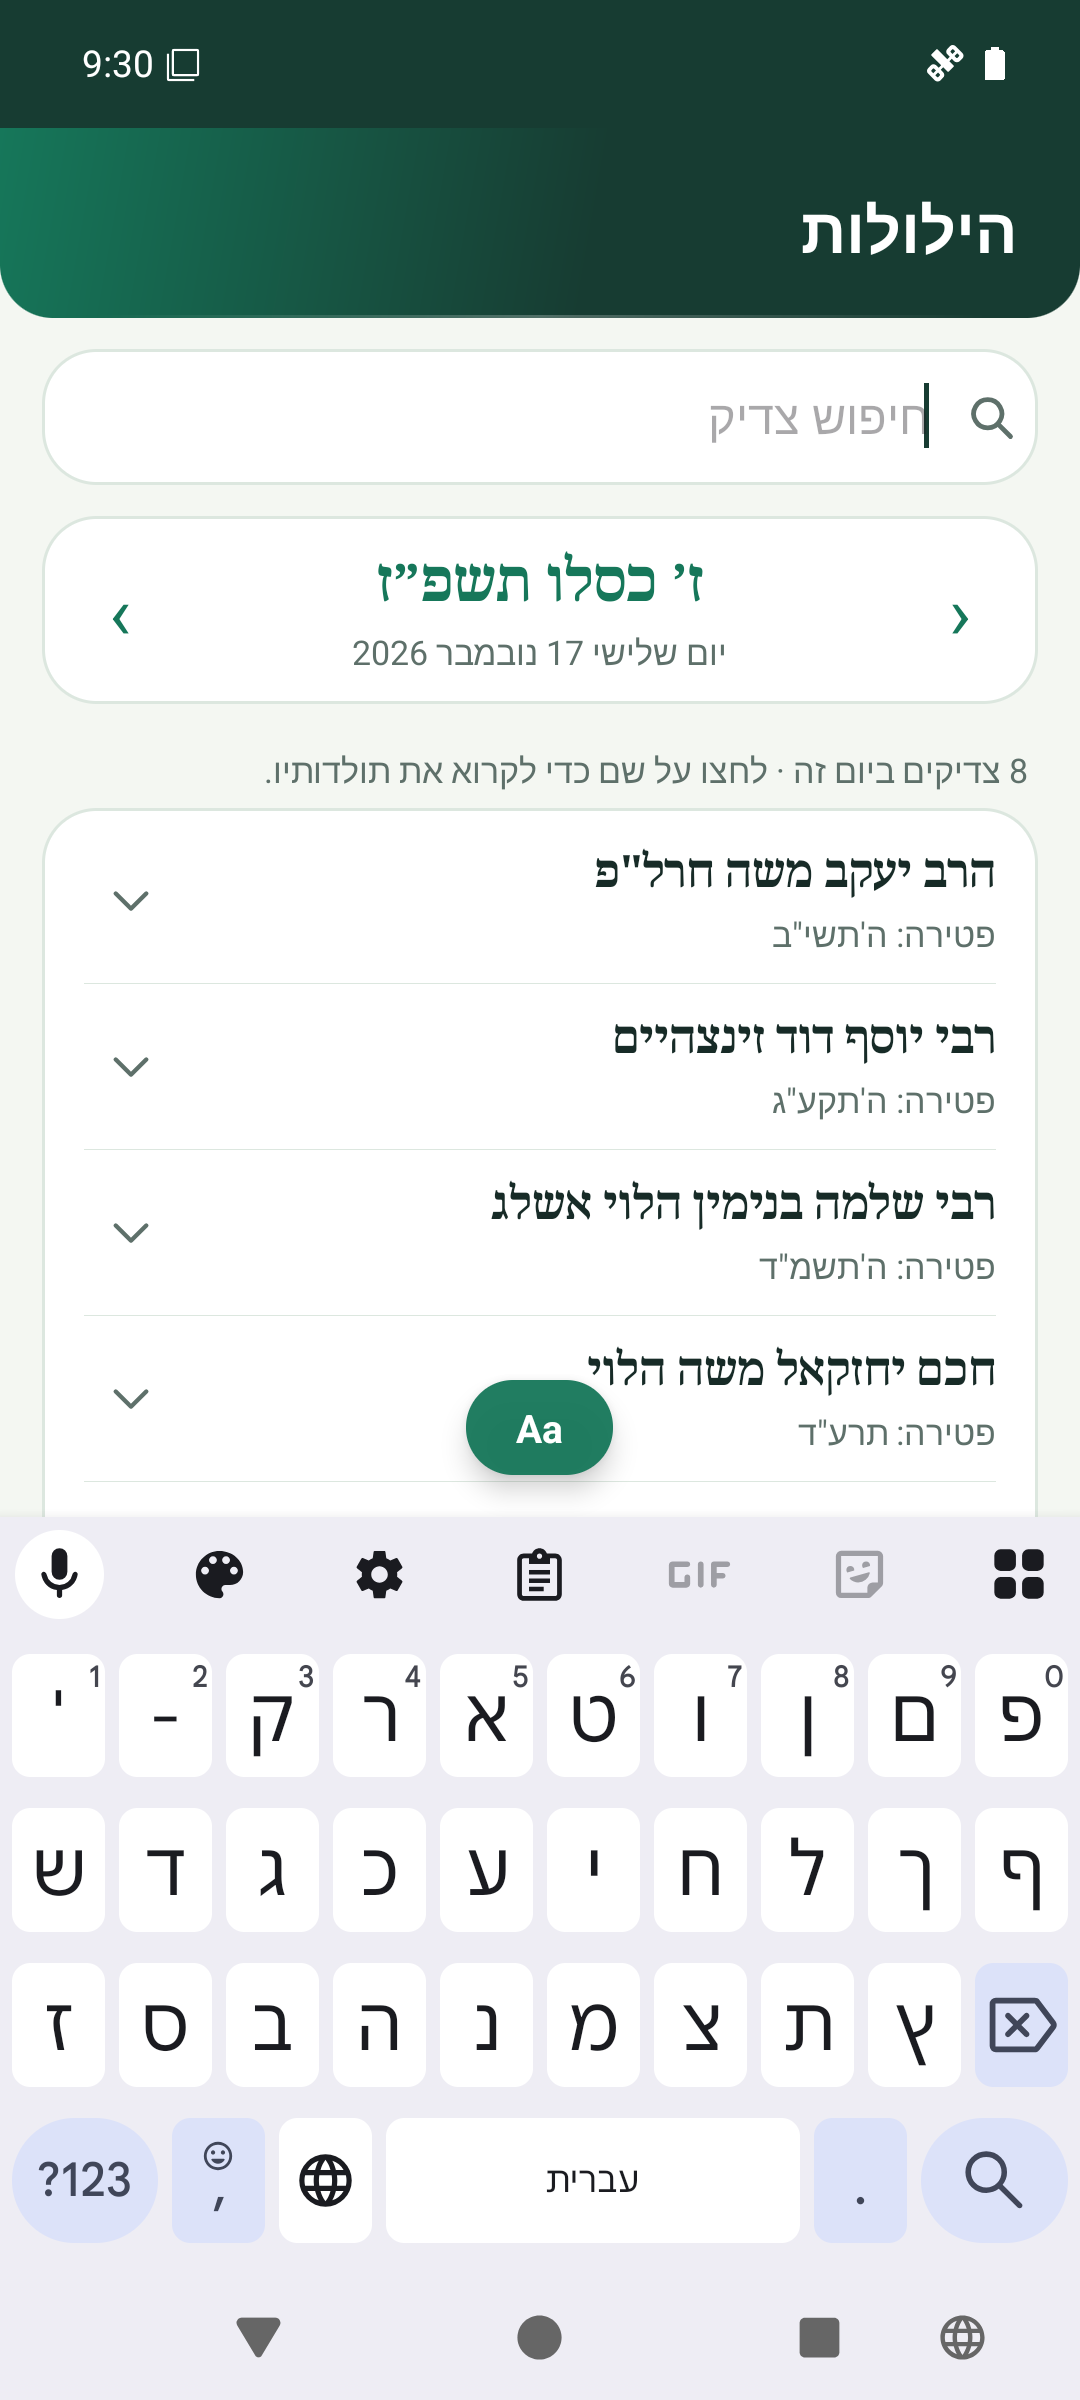 9:30
הילולות
חיפוש צדיק
ז׳ כסלו תשפ״ז
יום שלישי 17 נובמבר 2026
8 צדיקים ביום זה · לחצו על שם כדי לקרוא את תולדותיו.
הרב יעקב משה חרל"פ
פטירה: ה'תשי"ב
רבי יוסף דוד זינצהיים
פטירה: ה'תקע"ג
רבי שלמה בנימין הלוי אשלג
פטירה: ה'תשמ"ד
חכם יחזקאל משה הלוי
פטירה: תרע"ד
Aa
GIF
' 1 - 2 ק 3 ר 4 א 5 ט 6 ו 7 ן 8 ם 9 פ 0
ש ד ג כ ע י ח ל ך ף
ז ס ב ה נ מ צ ת ץ
?123 , עברית .